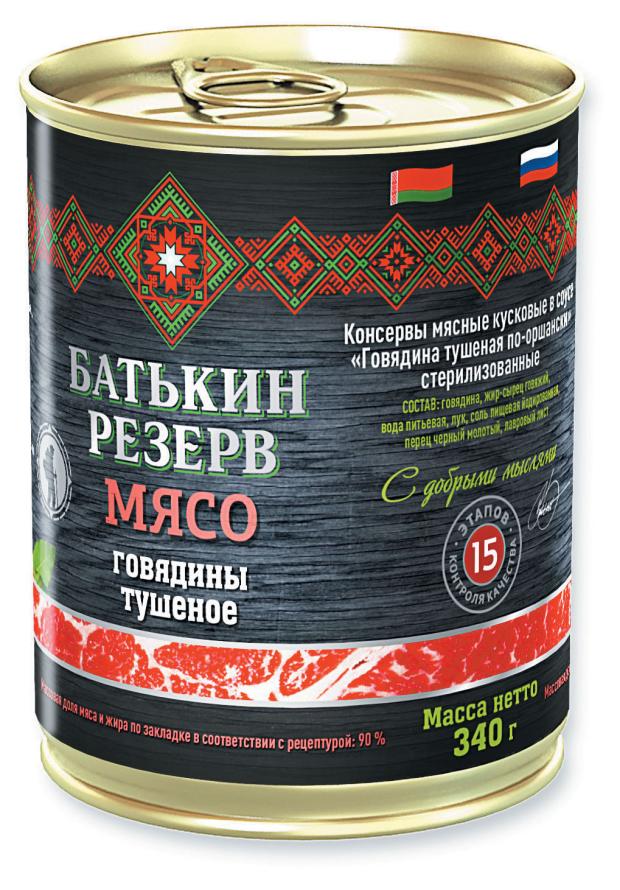 БАТЬКИН
РЕЗЕРВ
МЯСО
говядины
тушеное
Консервы мясные кусковые в соусе
«Говядина тушеная по-оршански»
стерилизованные
СОСТАВ: говядина, жир-сырец говяжий,
вода питьевая, лук, соль пищевая йодированная,
перец черный молотый, лавровый лист
С добрыми мыслями
ЭТАПОВ
15
КОНТРОЛЯ КАЧЕСТВА
Массовая доля мяса и жира по закладке в соответствии с рецептурой: 90 %
Масса нетто
340 г